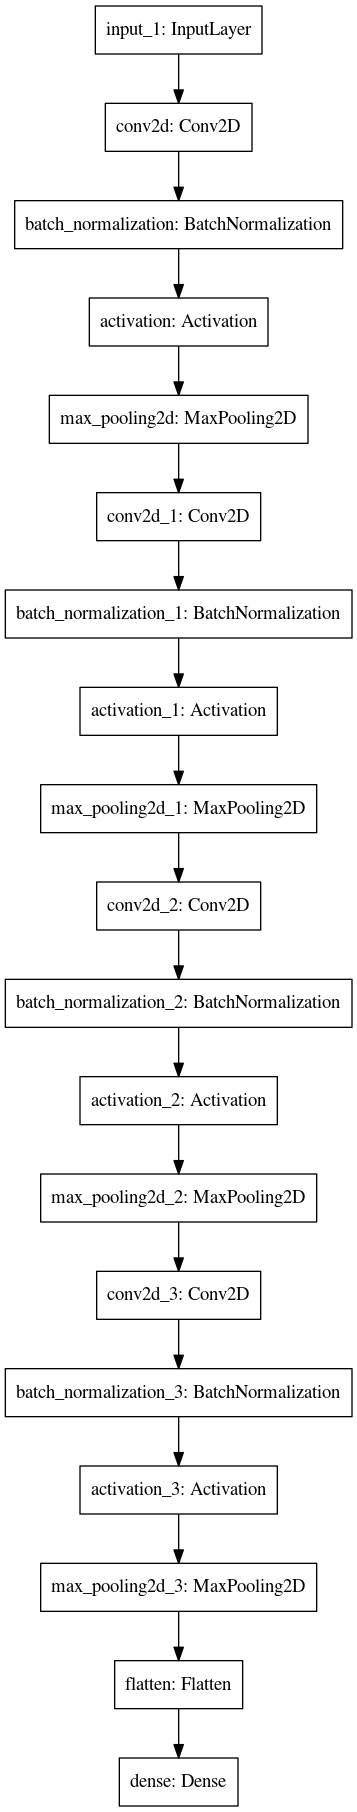 input_1: InputLayer
conv2d: Conv2D
batch_normalization: BatchNormalization
activation: Activation
max_pooling2d: MaxPooling2D
conv2d_1: Conv2D
batch_normalization_1: BatchNormalization
activation_1: Activation
max_pooling2d_1: MaxPooling2D
conv2d_2: Conv2D
batch_normalization_2: BatchNormalization
activation_2: Activation
max_pooling2d_2: MaxPooling2D
conv2d_3: Conv2D
batch_normalization_3: BatchNormalization
activation_3: Activation
max_pooling2d_3: MaxPooling2D
flatten: Flatten
dense: Dense